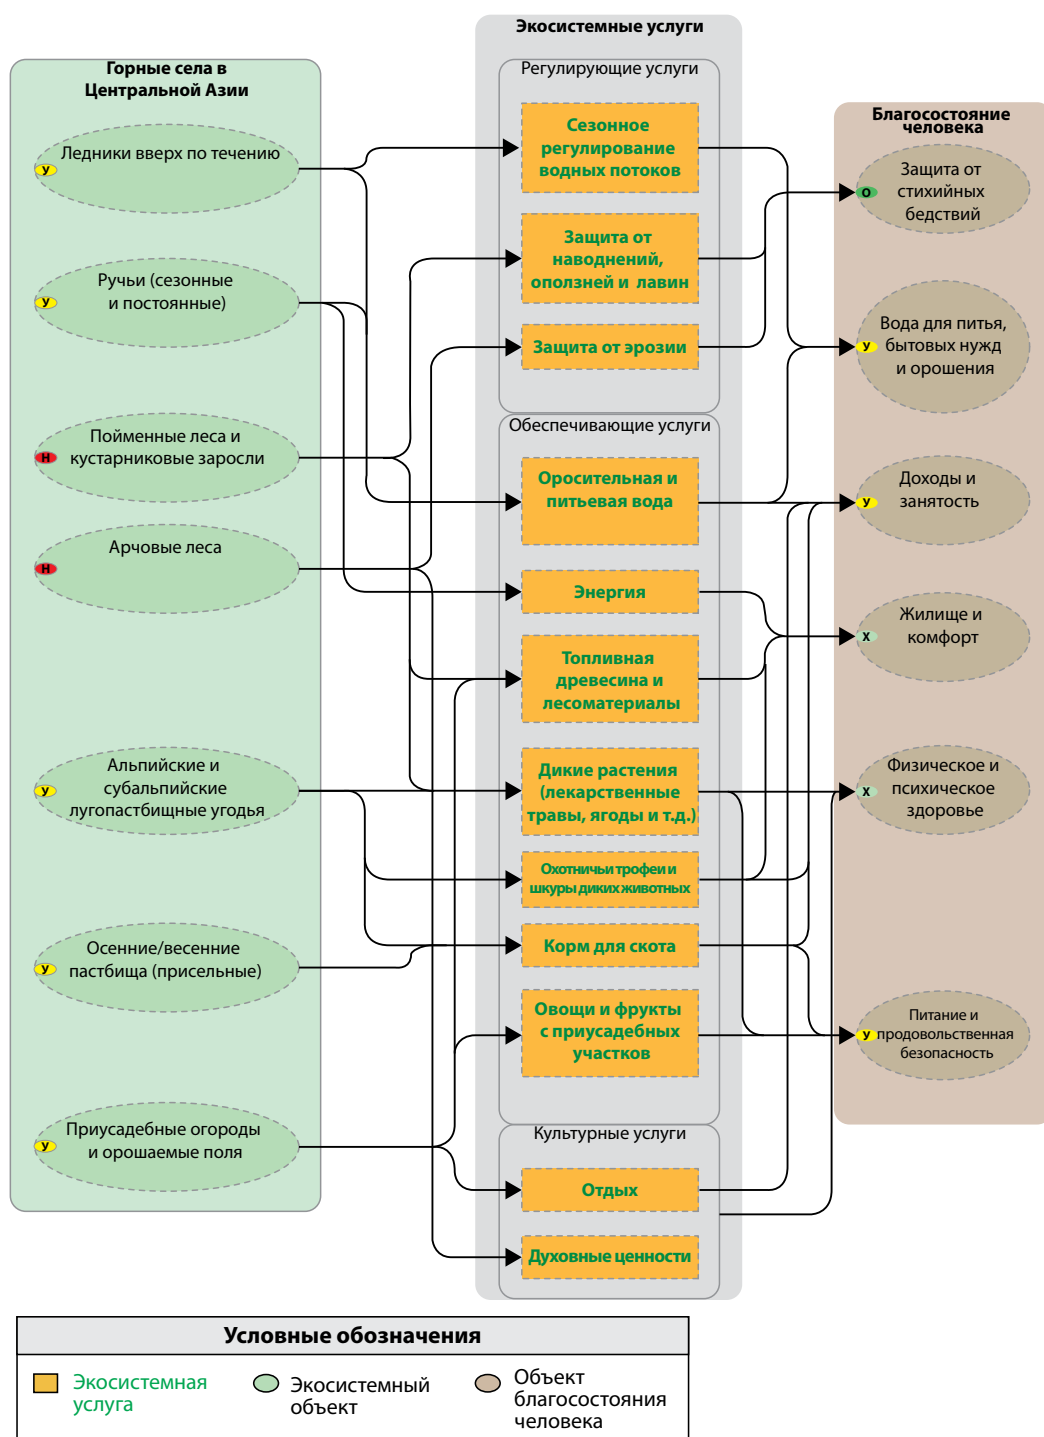 Горные села в
Центральной Азии
Ледники вверх по течению
У
Ручьи (сезонные
и постоянные)
У
Пойменные леса и
кустарниковые заросли
Н
Арчовые леса
Н
Альпийские и
субальпийские
лугопастбищные угодья
У
Осенние/весенние
пастбища (присельные)
У
Приусадебные огороды
и орошаемые поля
У
Экосистемные услуги
Регулирующие услуги
Сезонное
регулирование
водных потоков
Защита от
наводнений,
оползней и лавин
Защита от эрозии
Обеспечивающие услуги
Оросительная и
питьевая вода
Энергия
Топливная
древесина и
лесоматериалы
Дикие растения
(лекарственные
травы, ягоды и т.д.)
Охотничьи трофеи и
шкуры диких животных
Корм для скота
Овощи и фрукты
с приусадебных
участков
Культурные услуги
Отдых
Духовные ценности
Благосостояние
человека
Защита от
стихийных
бедствий
О
Вода для питья,
бытовых нужд
и орошения
У
Доходы и
занятость
У
Жилище и
комфорт
Х
Физическое и
психическое
здоровье
Х
Питание и
продовольственная
безопасность
У
Условные обозначения
Экосистемная
услуга
Экосистемный
объект
Объект
благосостояния
человека